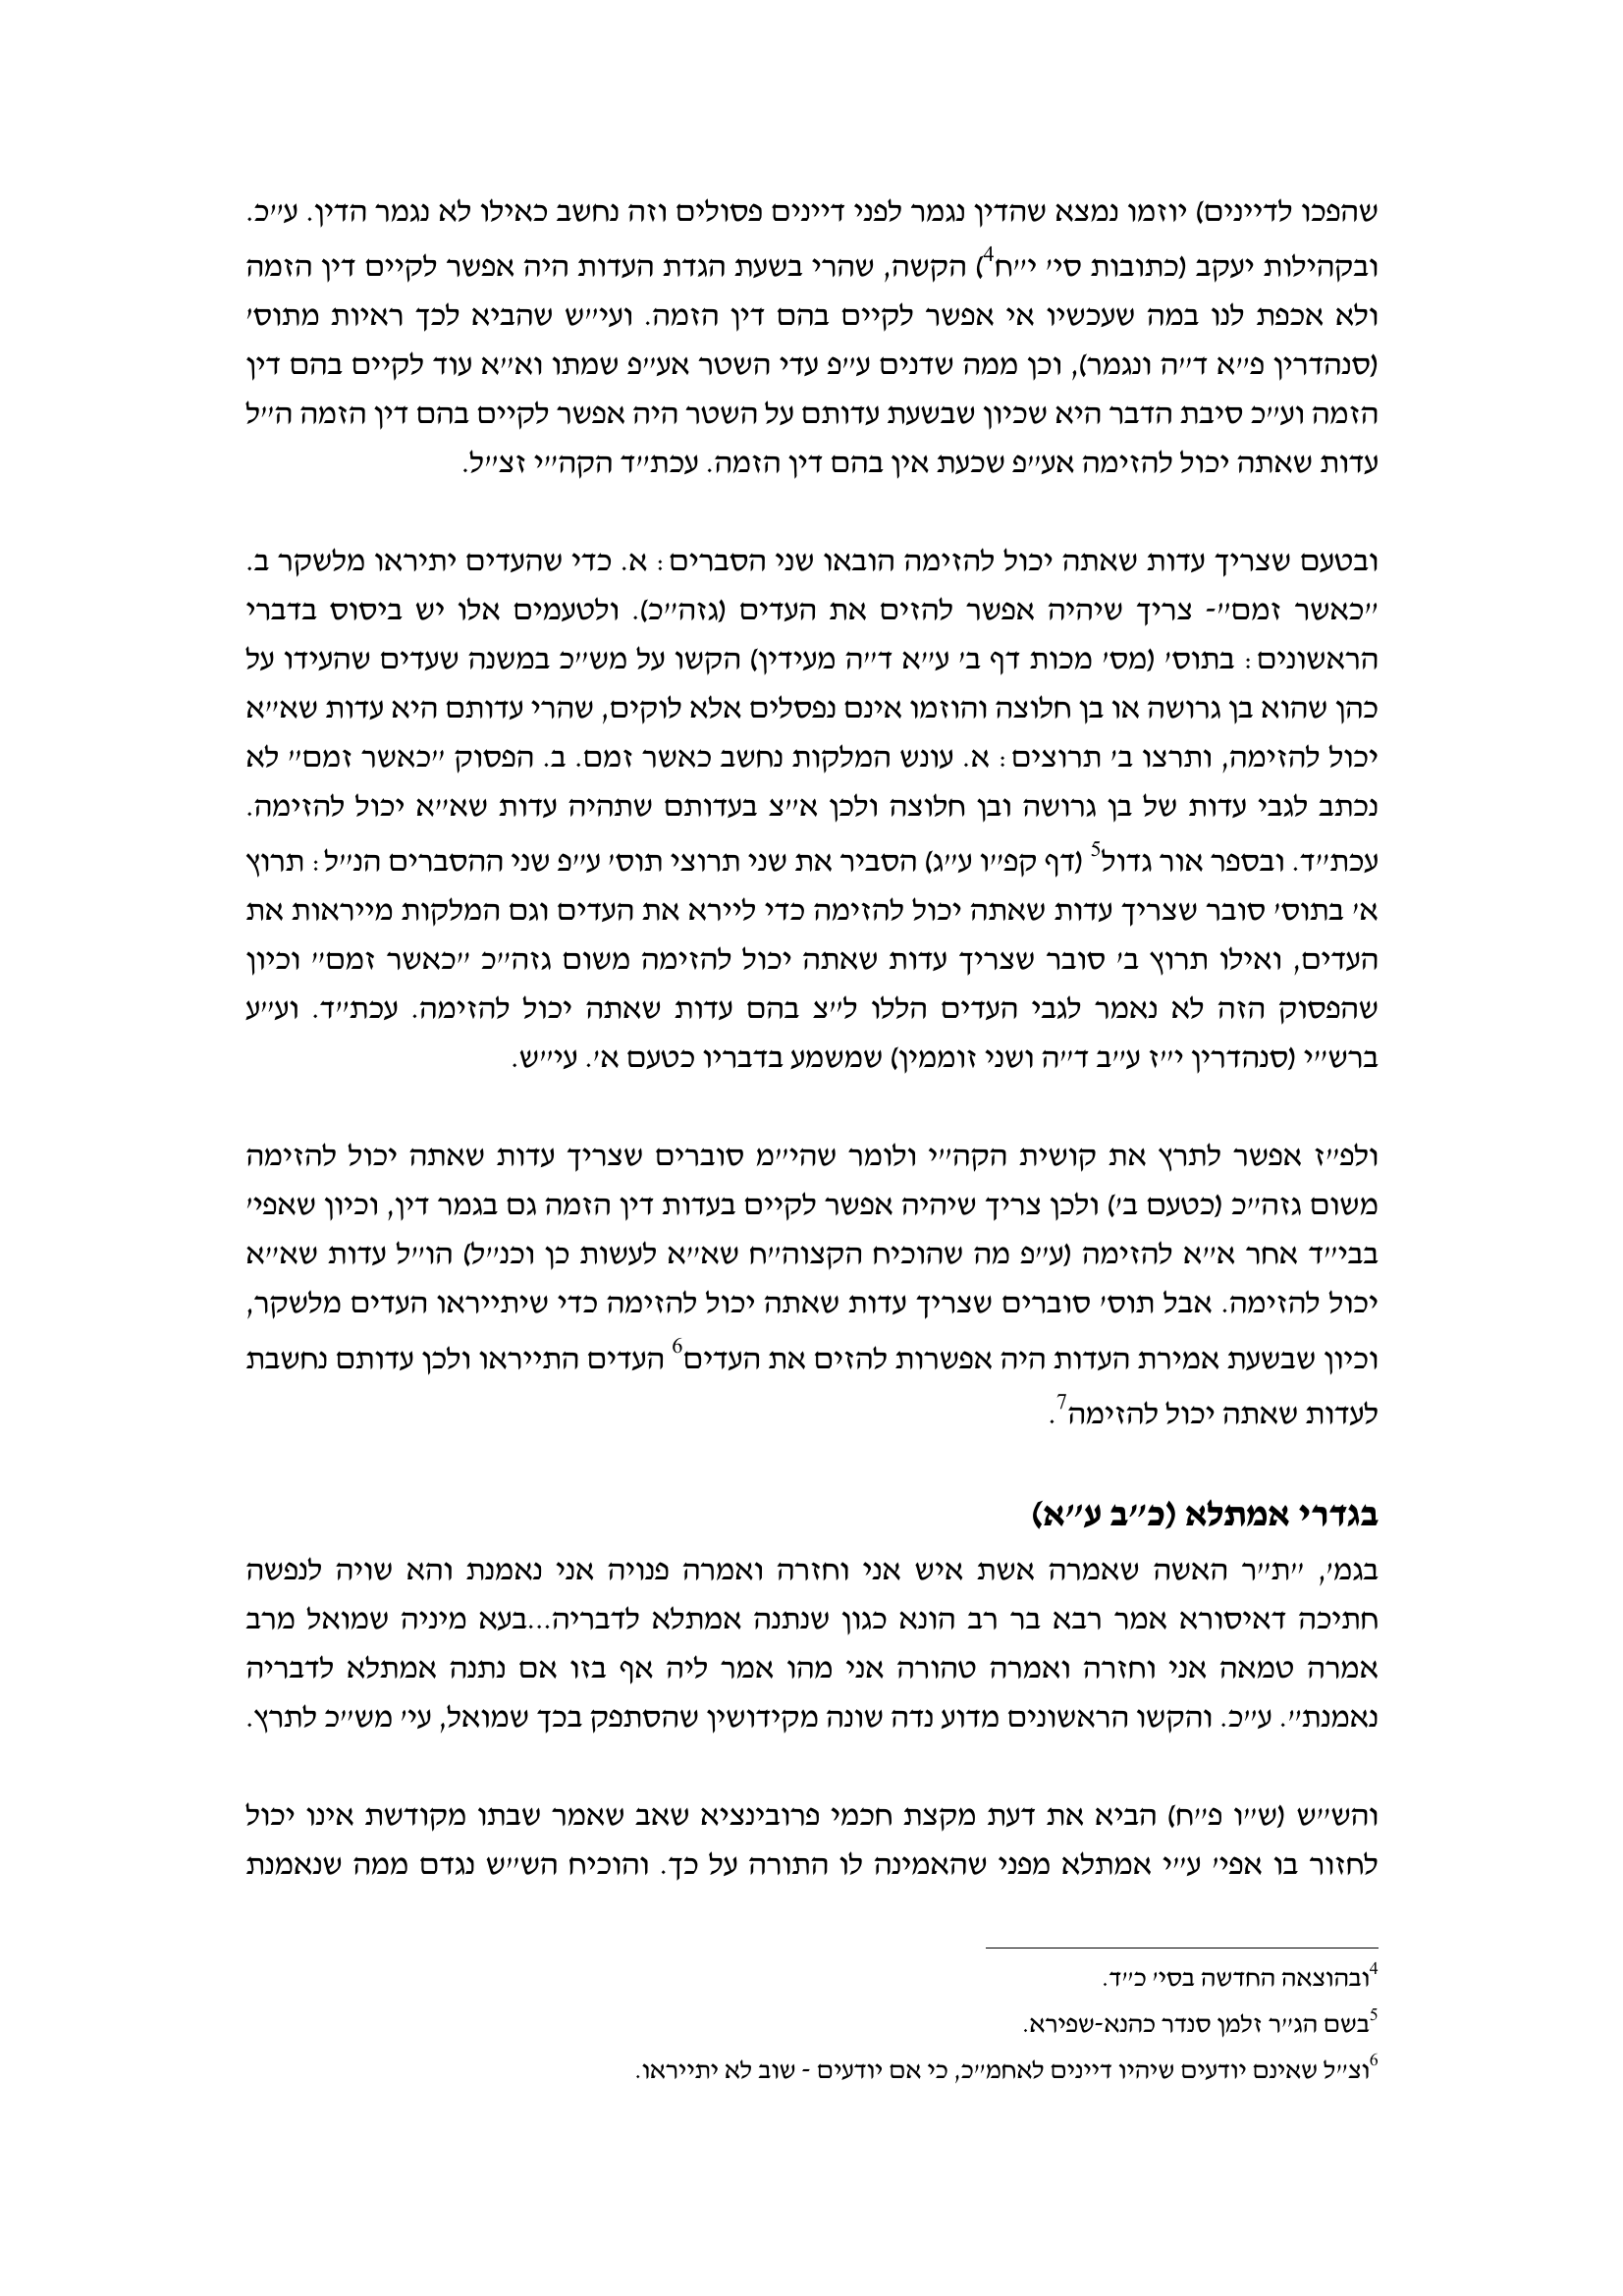 שהפכו לדיינים) יוזמו נמצא שהדין נגמר לפני דיינים פסולים וזה נחשב כאילו לא נגמר הדין. ע״כ.
ובקהילות יעקב (כתובות סי׳ י״ח4) הקשה, שהרי בשעת הגדת העדות היה אפשר לקיים דין הזמה
ולא אכפת לנו במה שעכשיו אי אפשר לקיים בהם דין הזמה. ועי״ש שהביא לכך ראיות מתוס׳
(סנהדרין פ״א ד״ה ונגמר), וכן ממה שדנים ע״פ עדי השטר אע״פ שמתו וא״א עוד לקיים בהם דין
הזמה וע״כ סיבת הדבר היא שכיון שבשעת עדותם על השטר היה אפשר לקיים בהם דין הזמה ה״ל
עדות שאתה יכול להזימה אע״פ שכעת אין בהם דין הזמה. עכת״ד הקה״י זצ״ל.
ובטעם שצריך עדות שאתה יכול להזימה הובאו שני הסברים: א. כדי שהעדים יתיראו מלשקר ב.
״כאשר זמם״- צריך שיהיה אפשר להזים את העדים (גזה״כ). ולטעמים אלו יש ביסוס בדברי
הראשונים: בתוס׳ (מס׳ מכות דף ב׳ ע״א ד״ה מעידין) הקשו על מש״כ במשנה שעדים שהעידו על
כהן שהוא בן גרושה או בן חלוצה והוזמו אינם נפסלים אלא לוקים, שהרי עדותם היא עדות שא״א
יכול להזימה, ותרצו ב׳ תרוצים: א. עונש המלקות נחשב כאשר זמם. ב. הפסוק ״כאשר זמם״ לא
נכתב לגבי עדות של בן גרושה ובן חלוצה ולכן א״צ בעדותם שתהיה עדות שא״א יכול להזימה.
עכת״ד. ובספר אור גדול5 (דף קפ״ו ע״ג) הסביר את שני תרוצי תוס׳ ע״פ שני ההסברים הנ״ל: תרוץ
א׳ בתוס׳ סובר שצריך עדות שאתה יכול להזימה כדי ליירא את העדים וגם המלקות מייראות את
העדים, ואילו תרוץ ב׳ סובר שצריך עדות שאתה יכול להזימה משום גזה״כ ״כאשר זמם״ וכיון
שהפסוק הזה לא נאמר לגבי העדים הללו ל״צ בהם עדות שאתה יכול להזימה. עכת״ד. וע״ע
ברש״י (סנהדרין י״ז ע״ב ד״ה ושני זוממין) שמשמע בדבריו כטעם א׳. עי״ש.
ולפ״ז אפשר לתרץ את קושית הקה״י ולומר שהי״מ סוברים שצריך עדות שאתה יכול להזימה
משום גזה״כ (כטעם ב׳) ולכן צריך שיהיה אפשר לקיים בעדות דין הזמה גם בגמר דין, וכיון שאפי׳
בבי״ד אחר א״א להזימה (ע״פ מה שהוכיח הקצוה״ח שא״א לעשות כן וכנ״ל) הו״ל עדות שא״א
יכול להזימה. אבל תוס׳ סוברים שצריך עדות שאתה יכול להזימה כדי שיתייראו העדים מלשקר,
וכיון שבשעת אמירת העדות היה אפשרות להזים את העדים6 העדים התייראו ולכן עדותם נחשבת
לעדות שאתה יכול להזימה7.
בגדרי אמתלא (כ״ב ע״א)
בגמ׳, ״ת״ר האשה שאמרה אשת איש אני וחזרה ואמרה פנויה אני נאמנת והא שויה לנפשה
חתיכה דאיסורא אמר רבא בר רב הונא כגון שנתנה אמתלא לדבריה...בעא מיניה שמואל מרב
אמרה טמאה אני וחזרה ואמרה טהורה אני מהו אמר ליה אף בזו אם נתנה אמתלא לדבריה
נאמנת״. ע״כ. והקשו הראשונים מדוע נדה שונה מקידושין שהסתפק בכך שמואל, עי׳ מש״כ לתרץ.
והש״ש (ש״ו פ״ח) הביא את דעת מקצת חכמי פרובינציא שאב שאמר שבתו מקודשת אינו יכול
לחזור בו אפי׳ ע״י אמתלא מפני שהאמינה לו התורה על כך. והוכיח הש״ש נגדם ממה שנאמנת
4ובהוצאה החדשה בסי׳ כ״ד.
5בשם הג״ר זלמן סנדר כהנא-שפירא.
6וצ״ל שאינם יודעים שיהיו דיינים לאחמ״כ, כי אם יודעים - שוב לא יתייראו.